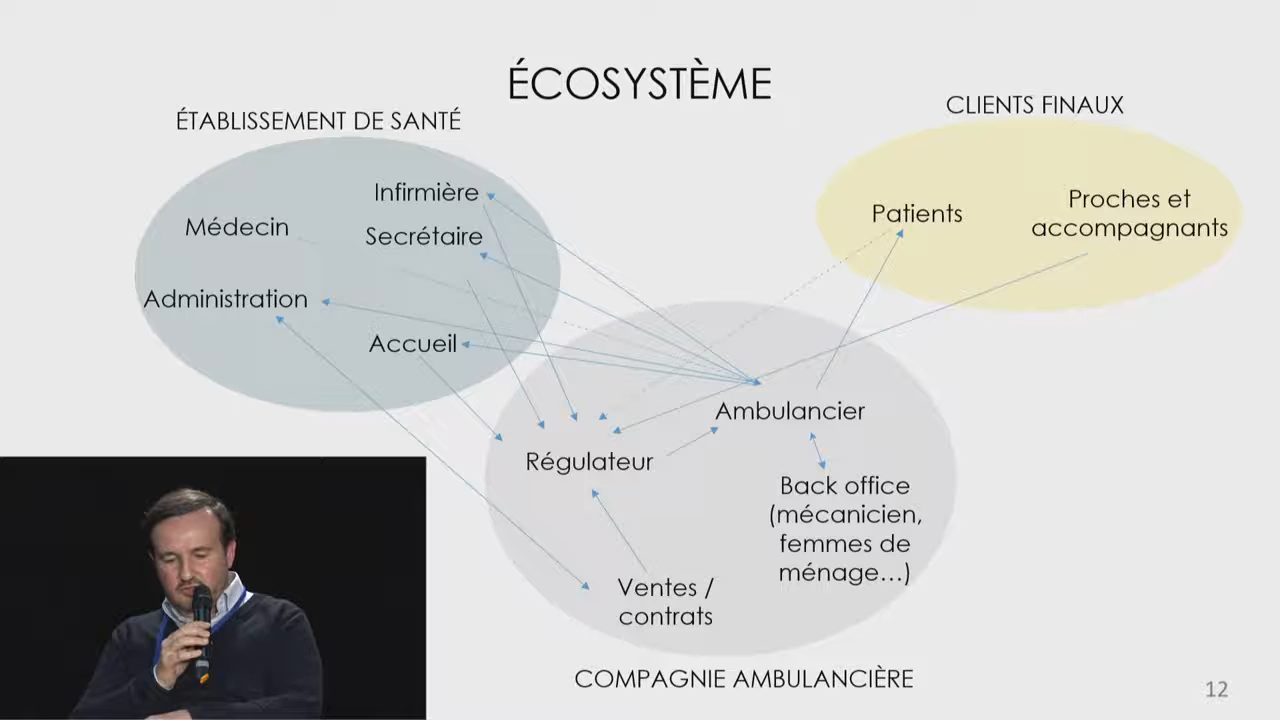 ÉCOSYSTÈME
ÉTABLISSEMENT DE SANTÉ
Infirmière
Médecin
Secrétaire
Administration
Accueil
CLIENTS FINAUX
Patients
Proches et
accompagnants
Ambulancier
Régulateur
Back office
(mécanicien,
femmes de
ménage...)
Ventes /
contrats
COMPAGNIE AMBULANCIÈRE
12